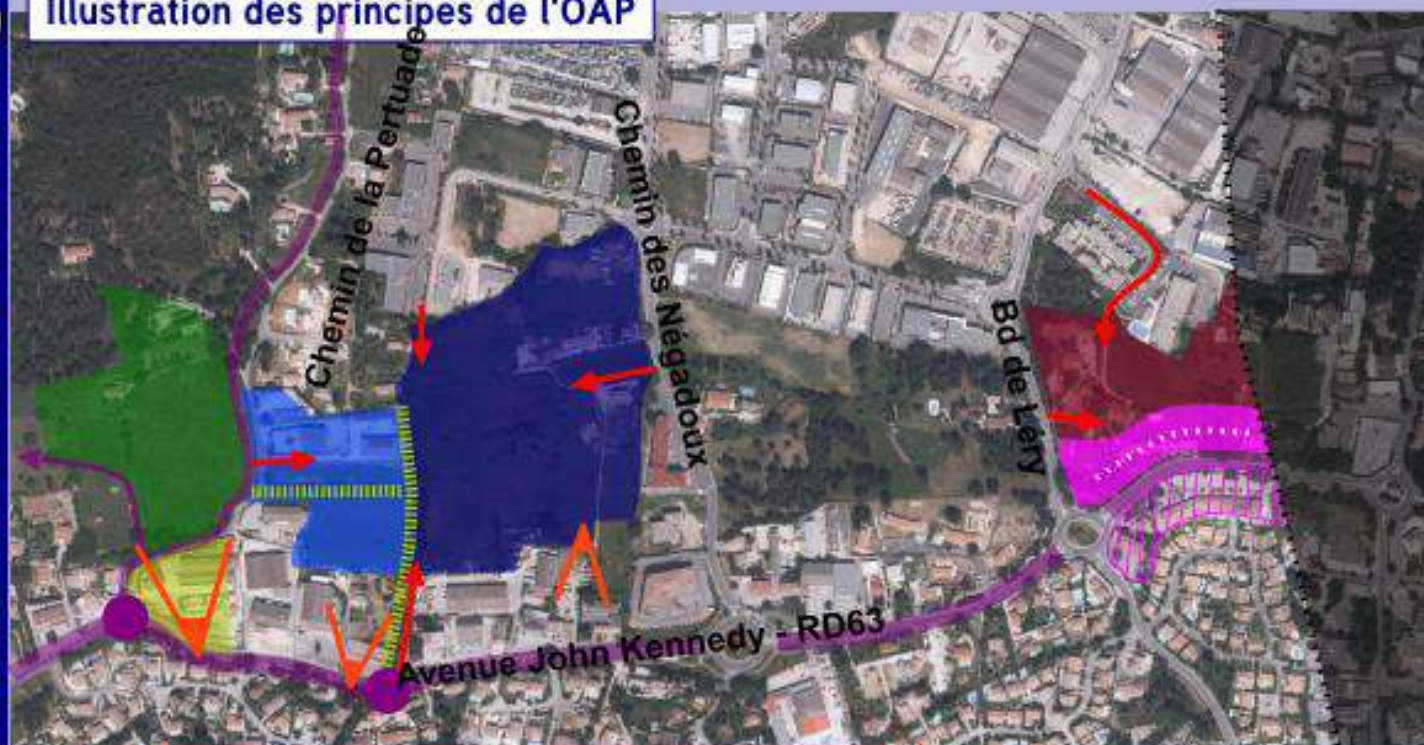 Illustration des principes de l'OAP
Chemin de la Pertuade
Chemin des Négadoux
Bd de Léry
Avenue John Kennedy - RD63